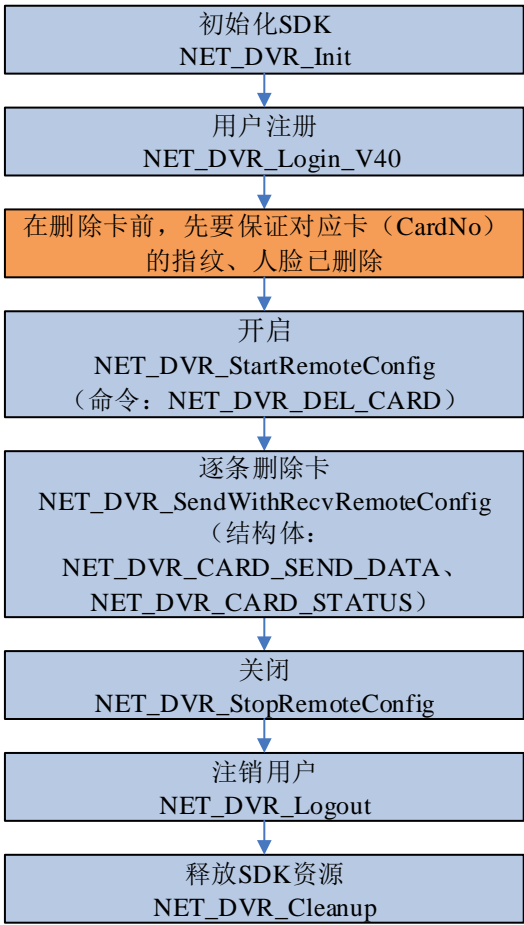 初始化SDK
NET_DVR_Init
用户注册
NET_DVR_Login_V40
在删除卡前，先要保证对应卡（CardNo）
的指纹、人脸已删除
开启
NET_DVR_StartRemoteConfig
（命令：NET_DVR_DEL_CARD）
逐条删除卡
NET_DVR_SendWithRecvRemoteConfig
（结构体：
NET_DVR_CARD_SEND_DATA、
NET_DVR_CARD_STATUS）
关闭
NET_DVR_StopRemoteConfig
注销用户
NET_DVR_Logout
释放SDK资源
NET_DVR_Cleanup